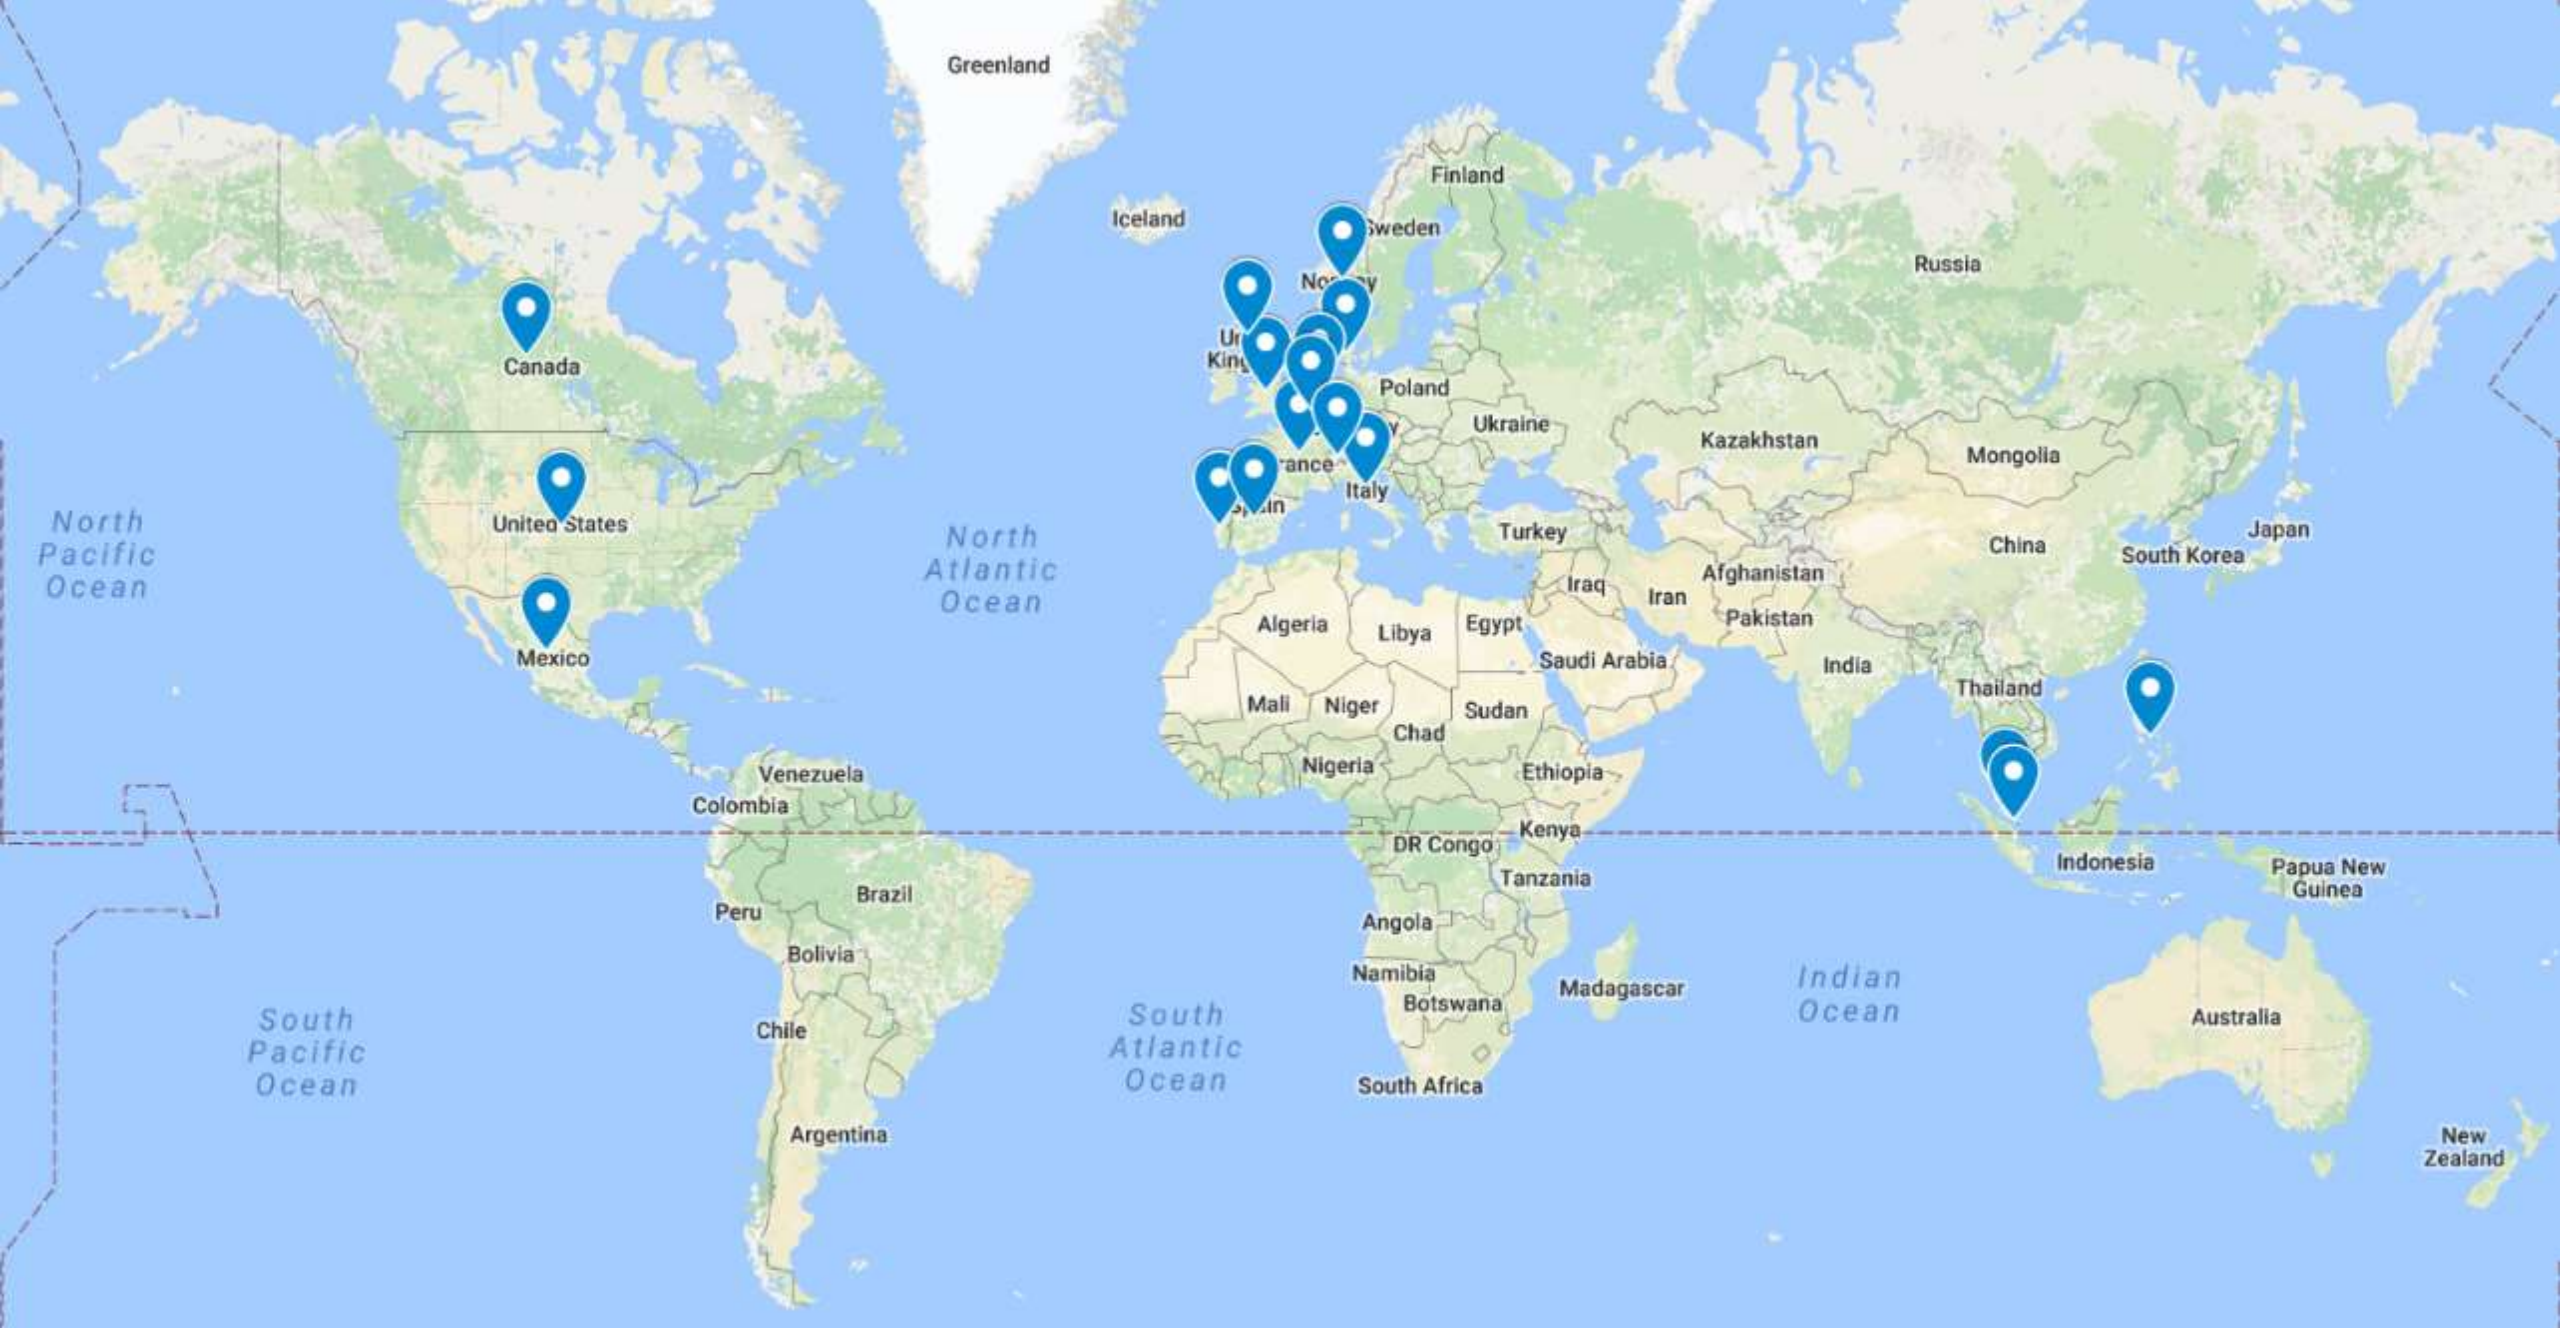 Greenland
Finland
Iceland
Sweden
Russia
Canada
Poland
Ukraine
Kazakhstan
Mongolia
Italy
North
Pacific
Ocean
United States
North
Atlantic
Ocean
Turkey
China
Japan
South Korea
Afghanistan
Iraq
Iran
Pakistan
Algeria
Libya
Egypt
Mexico
Saudi Arabia
India
Thailand
Mali
Niger
Sudan
Chad
Nigeria
Ethiopia
Venezuela
Colombia
Kenya
DR Congo
Indonesia
Papua New
Guinea
Tanzania
Brazil
Peru
Angola
Bolivia
Namibia
Botswana
Madagascar
Indian
Ocean
South
Pacific
Ocean
South
Atlantic
Ocean
Chile
Australia
South Africa
Argentina
New
Zealand